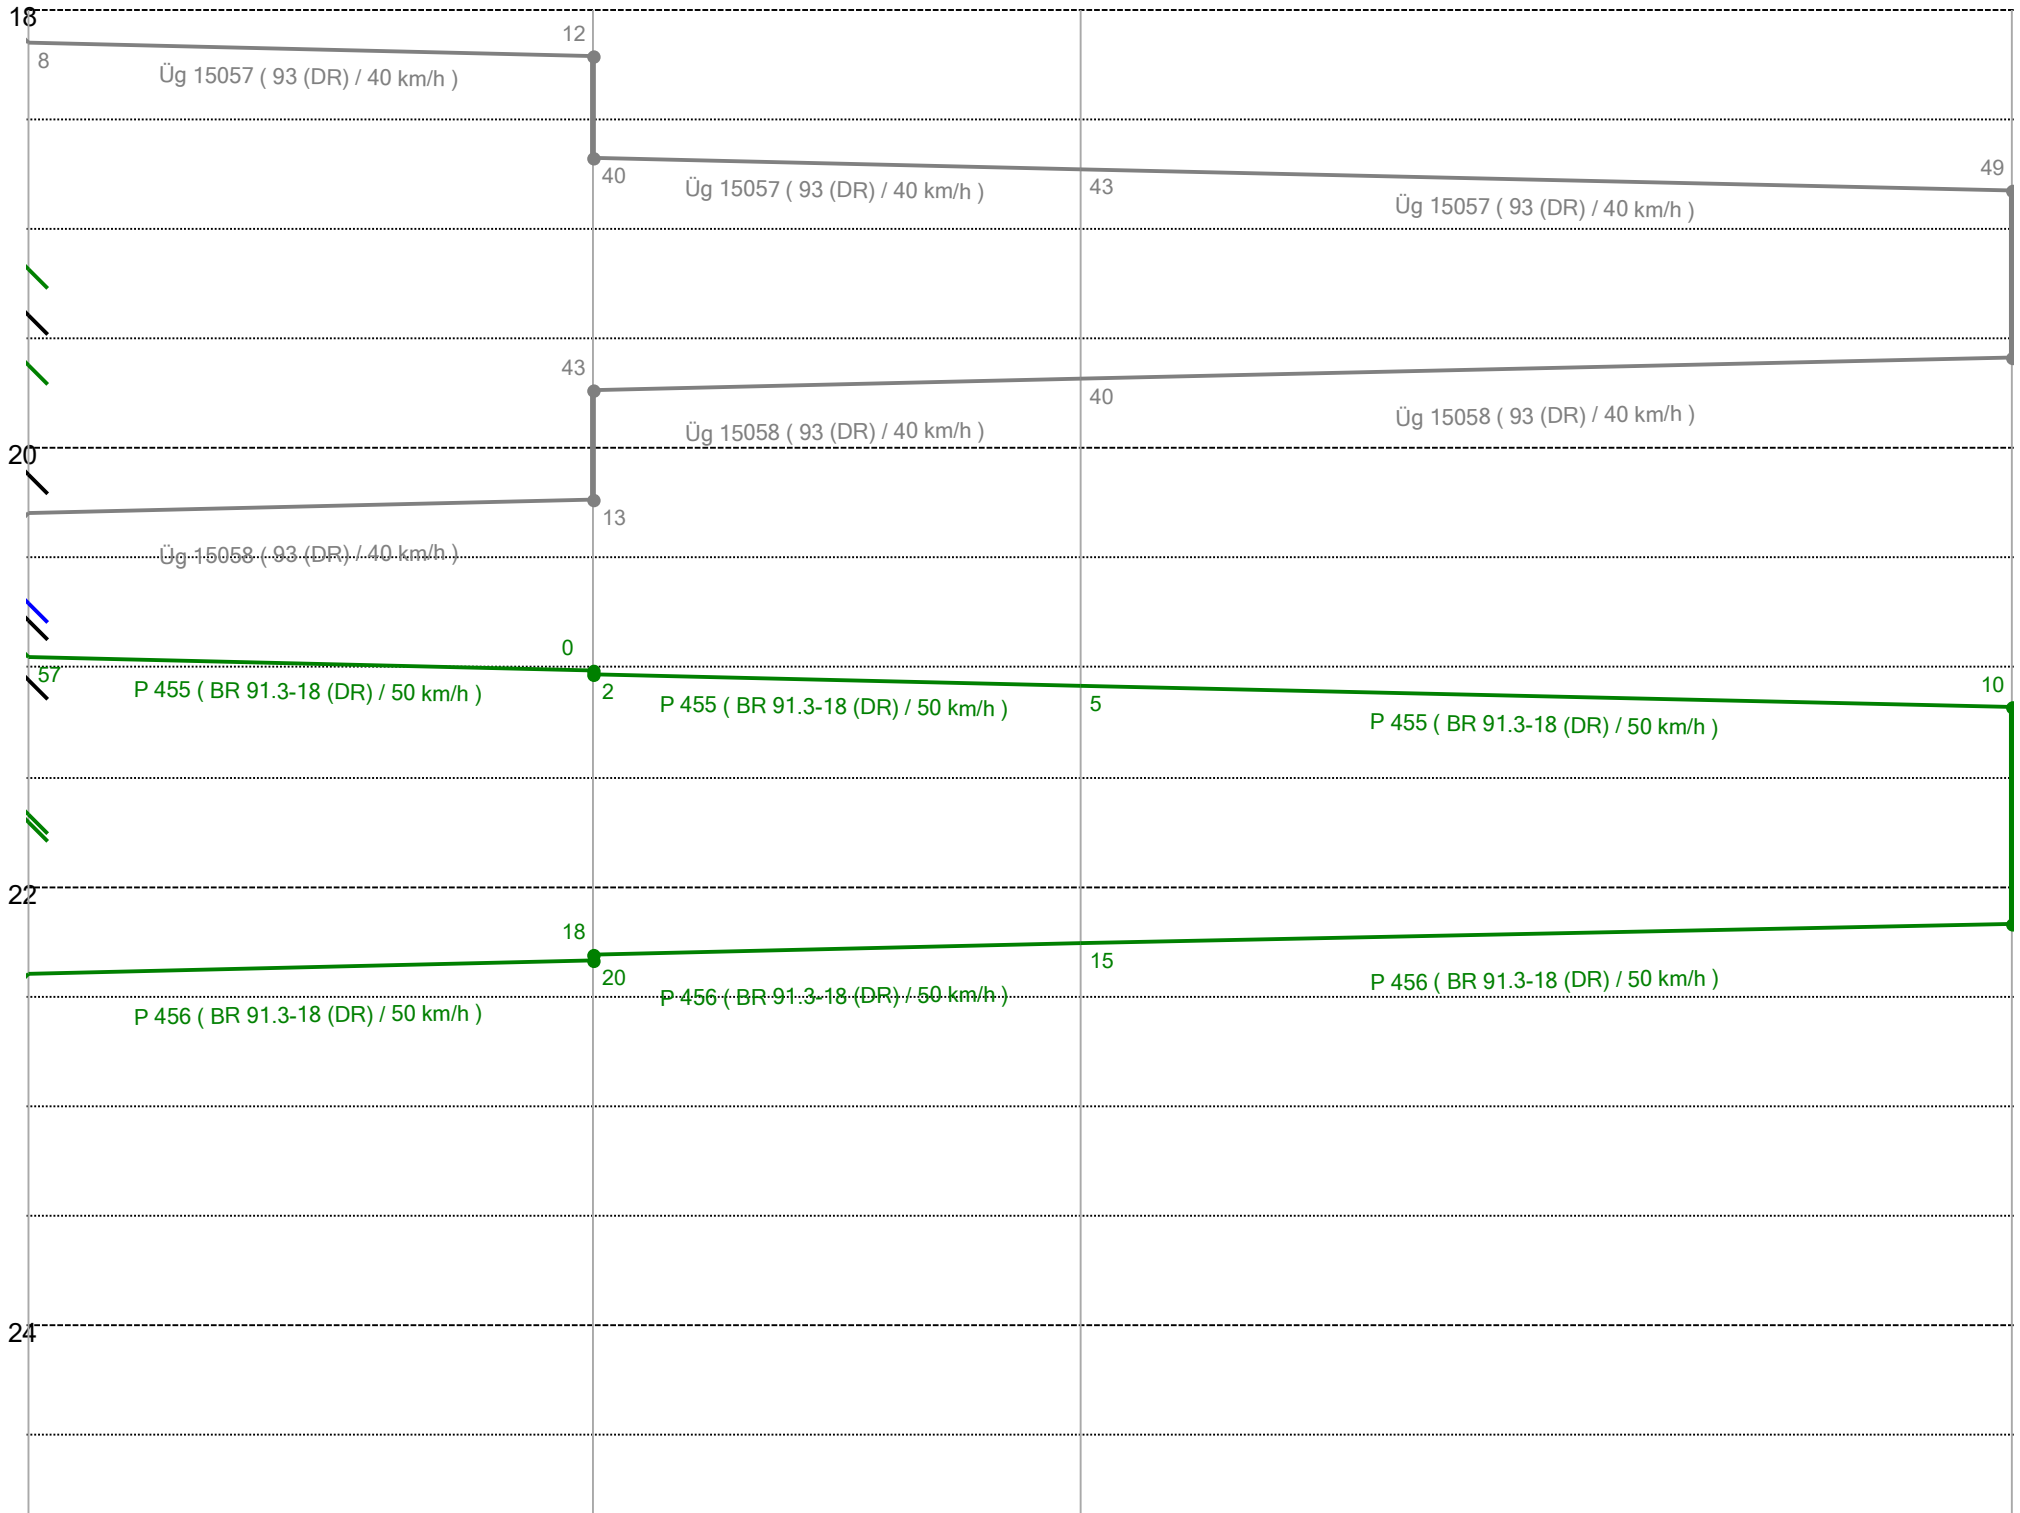 18
12
8
Üg 15057 ( 93 (DR) / 40 km/h )
49
40
Üg 15057 ( 93 (DR) / 40 km/h )
43
Üg 15057 ( 93 (DR) / 40 km/h )
43
40
Üg 15058 ( 93 (DR) / 40 km/h )
Üg 15058 ( 93 (DR) / 40 km/h )
20
13
Üg 15058 ( 93 (DR) / 40 km/h )
0
57
P 455 ( BR 91.3-18 (DR) / 50 km/h )
2
P 455 ( BR 91.3-18 (DR) / 50 km/h )
5
10
P 455 ( BR 91.3-18 (DR) / 50 km/h )
22
18
15
20
P 456 ( BR 91.3-18 (DR) / 50 km/h )
P 456 ( BR 91.3-18 (DR) / 50 km/h )
P 456 ( BR 91.3-18 (DR) / 50 km/h )
24